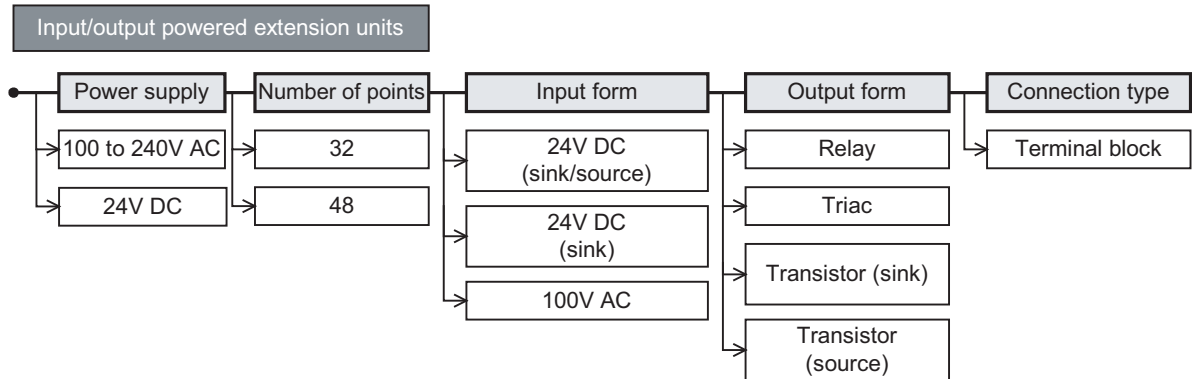 Input/output powered extension units
Power supply
Number of points
Input form
Output form
Connection type
100 to 240V AC
32
24V DC
(sink/source)
Relay
Terminal block
24V DC
48
24V DC
(sink)
Triac
100V AC
Transistor (sink)
Transistor
(source)